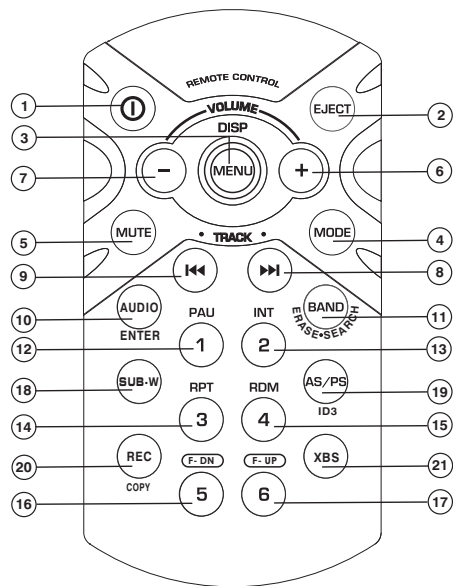 REMOTE CONTROL
1
VOLUME
EJECT
2
3
DISP
7
−
MENU
+
6
5
MUTE
• TRACK •
MODE
4
9
8
10
AUDIO
ENTER
BAND
ERASE•SEARCH
11
PAU
INT
12
1
2
13
18
SUB-W
AS/PS
19
RPT
RDM
ID3
14
3
4
15
20
REC
COPY
F- DN
F- UP
XBS
21
16
5
6
17